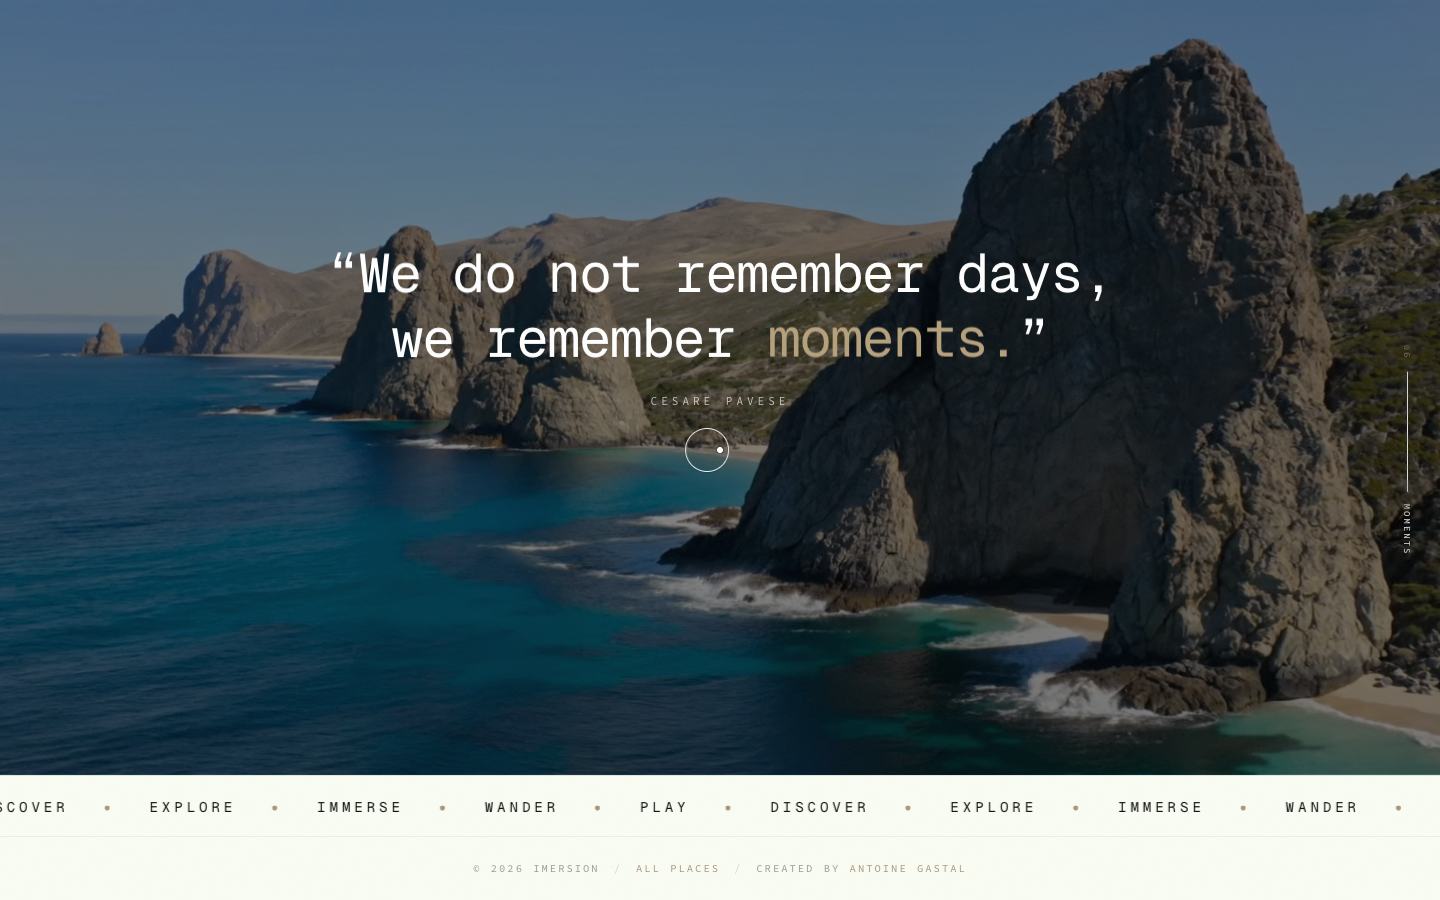 “We do not remember days,
we remember moments.”
CESARE PAVESE
06
MOMENTS
SCOVER • EXPLORE • IMMERSE • WANDER • PLAY • DISCOVER • EXPLORE • IMMERSE • WANDER •
© 2026 IMERSION / ALL PLACES / CREATED BY ANTOINE GASTAL